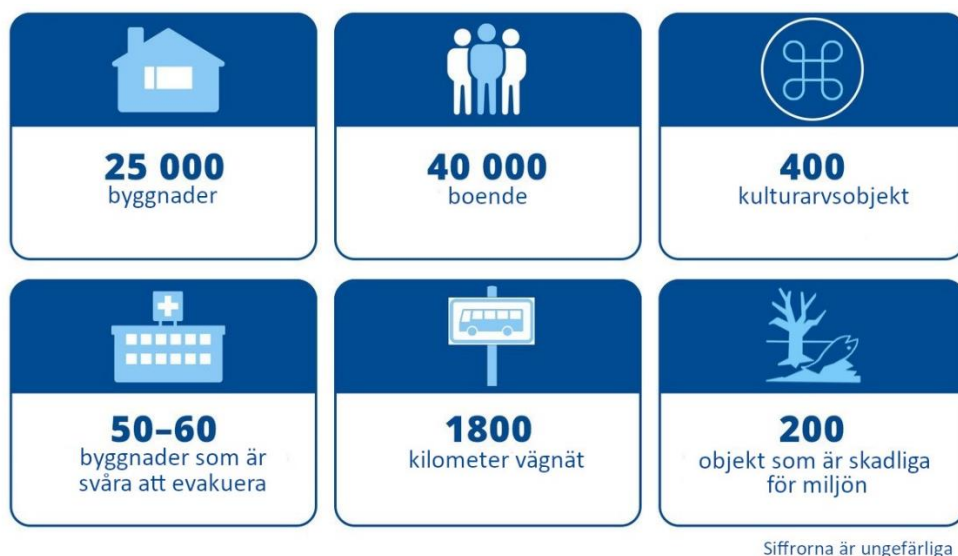 25 000
byggnader
40 000
boende
400
kulturarvsobjekt
50–60
byggnader som är
svåra att evakuera
1800
kilometer vägnät
200
objekt som är skadliga
för miljön
Siffrorna är ungefärliga